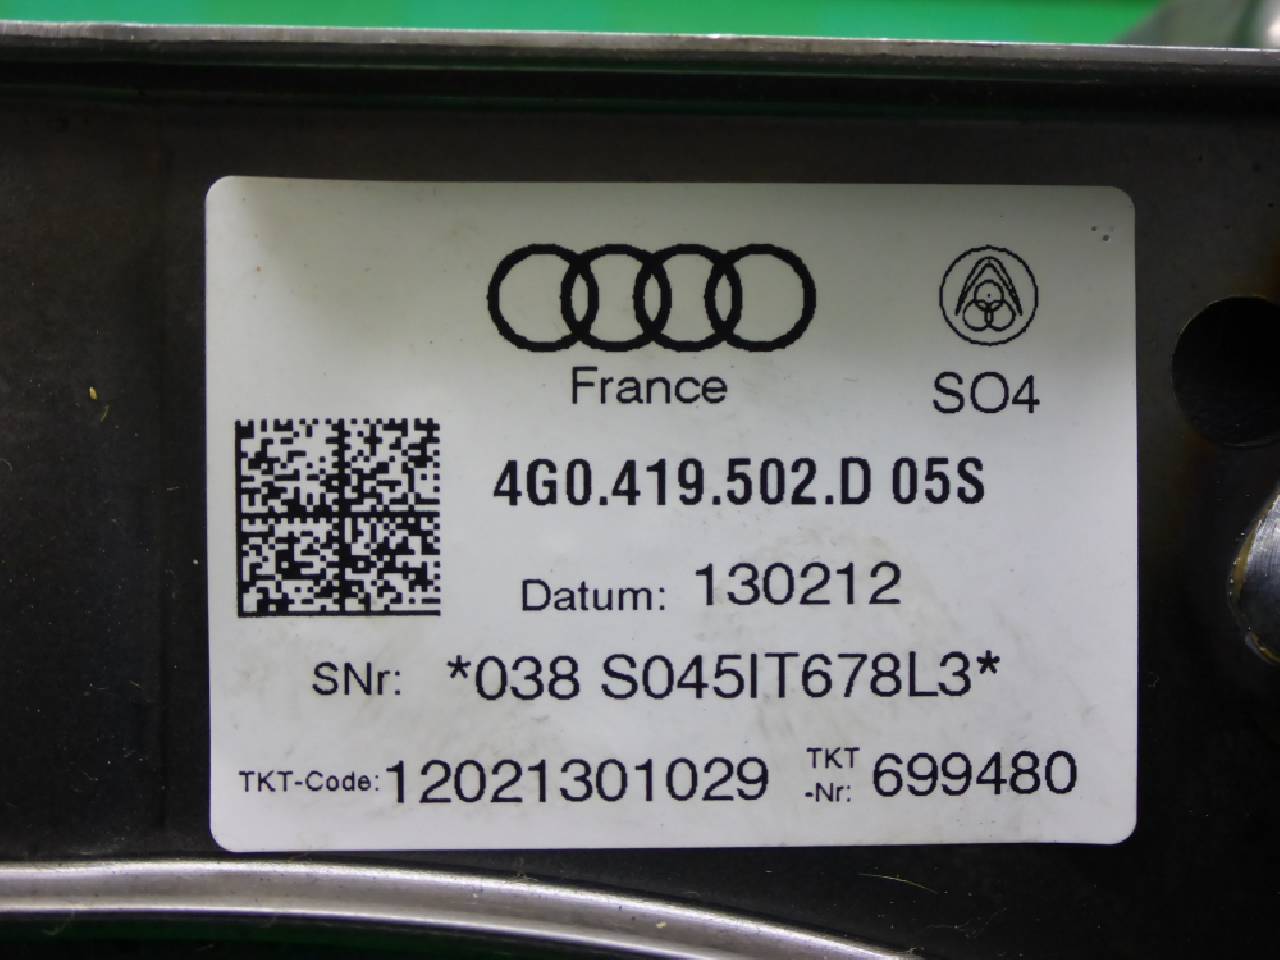 France
SO4
4G0.419.502.D 05S
Datum: 130212
SNr: *038 S045IT678L3*
TKT-Code: 12021301029 TKT -Nr: 699480